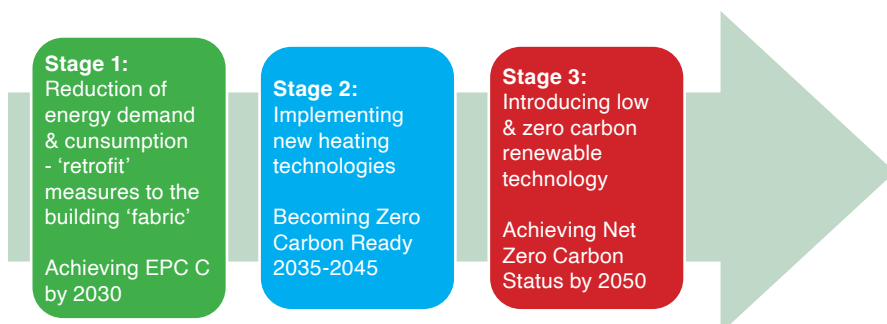 Stage 1:
Reduction of
energy demand
& cunsumption
- ‘retrofit’
measures to the
building ‘fabric’
Achieving EPC C
by 2030
Stage 2:
Implementing
new heating
technologies
Becoming Zero
Carbon Ready
2035-2045
Stage 3:
Introducing low
& zero carbon
renewable
technology
Achieving Net
Zero Carbon
Status by 2050